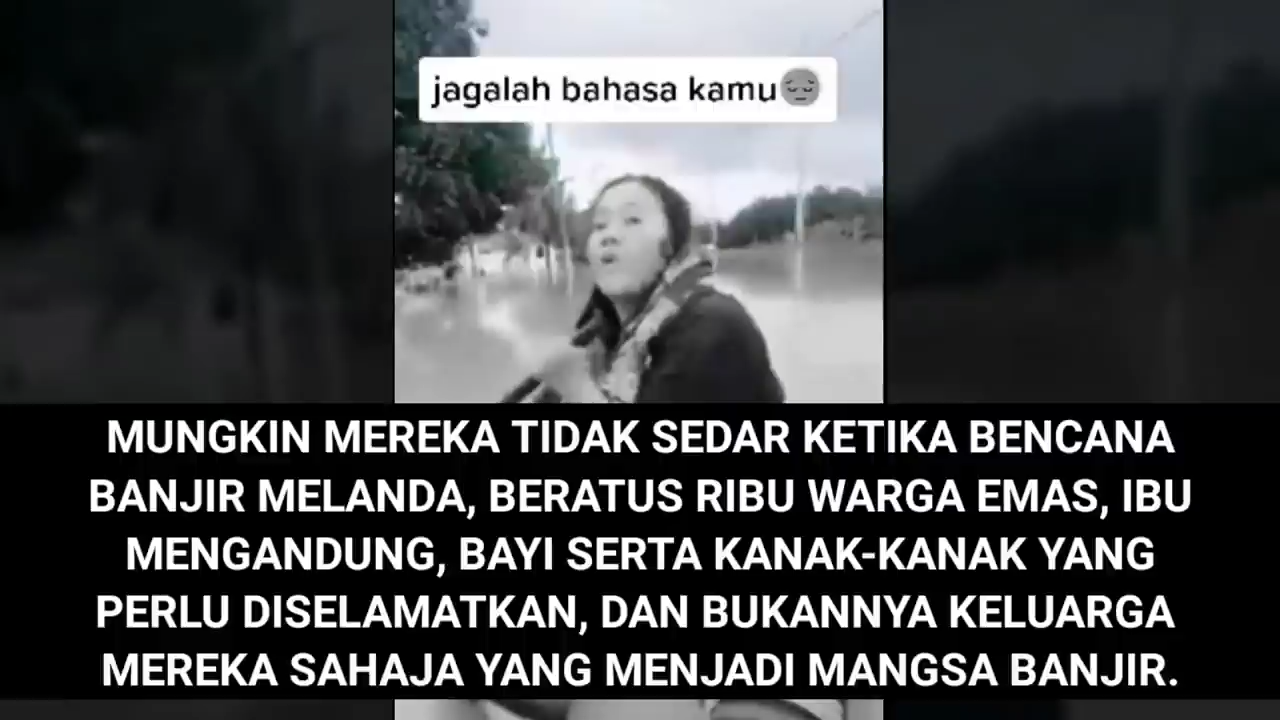 jagalah bahasa kamu😔
MUNGKIN MEREKA TIDAK SEDAR KETIKA BENCANA
BANJIR MELANDA, BERATUS RIBU WARGA EMAS, IBU
MENGANDUNG, BAYI SERTA KANAK-KANAK YANG
PERLU DISELAMATKAN, DAN BUKANNYA KELUARGA
MEREKA SAHAJA YANG MENJADI MANGSA BANJIR.